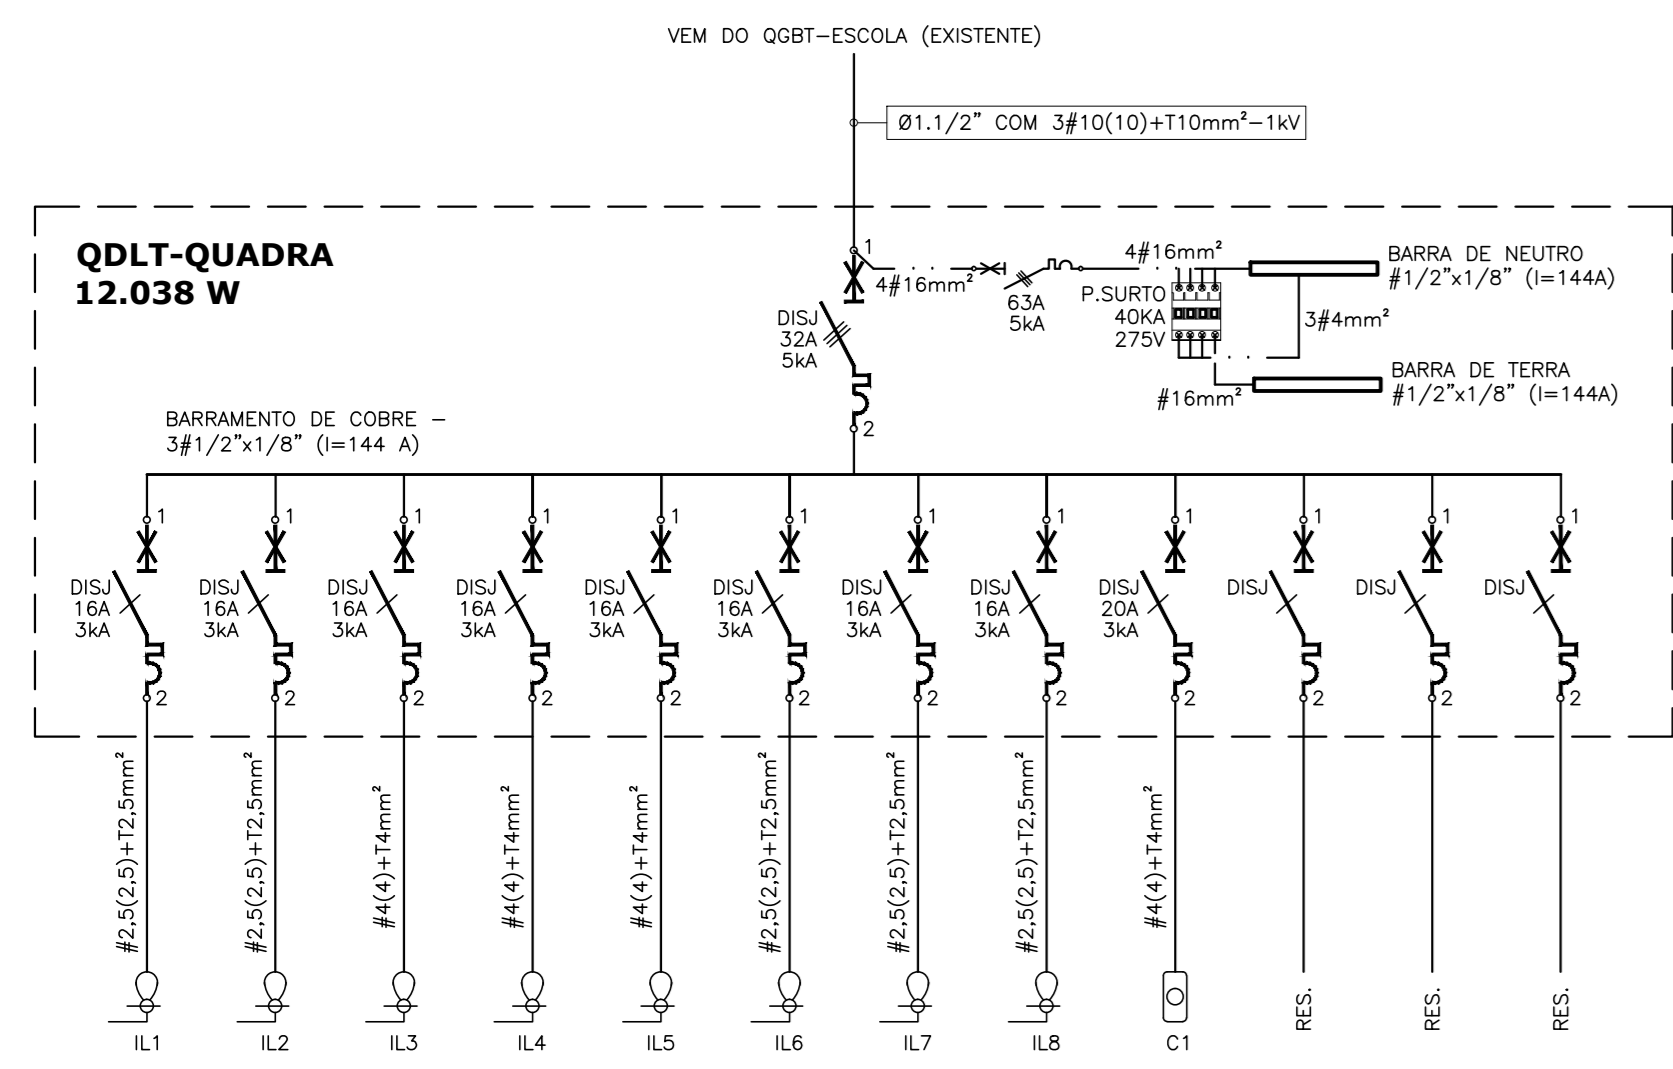 VEM DO QGBT-ESCOLA (EXISTENTE)
Ø1.1/2" COM 3#10(10)+T10mm²-1kV
QDLT-QUADRA
12.038 W
1
DISJ
32A
5kA
2
4#16mm²
63A
5kA
4#16mm²
P.SURTO
40KA
275V
BARRA DE NEUTRO
#1/2"x1/8" (I=144A)
3#4mm²
BARRA DE TERRA
#1/2"x1/8" (I=144A)
#16mm²
BARRAMENTO DE COBRE -
3#1/2"x1/8" (I=144 A)
1 1 1 1 1 1 1 1 1 1 1 1
DISJ DISJ DISJ DISJ DISJ DISJ DISJ DISJ DISJ DISJ DISJ DISJ
16A 16A 16A 16A 16A 16A 16A 16A 20A
3kA 3kA 3kA 3kA 3kA 3kA 3kA 3kA 3kA
2 2 2 2 2 2 2 2 2 2 2 2
#2,5(2,5)+T2,5mm²
#2,5(2,5)+T2,5mm²
#4(4)+T4mm²
#4(4)+T4mm²
#4(4)+T4mm²
#2,5(2,5)+T2,5mm²
#2,5(2,5)+T2,5mm²
#2,5(2,5)+T2,5mm²
#4(4)+T4mm²
RES.
RES.
RES.
IL1 IL2 IL3 IL4 IL5 IL6 IL7 IL8 C1